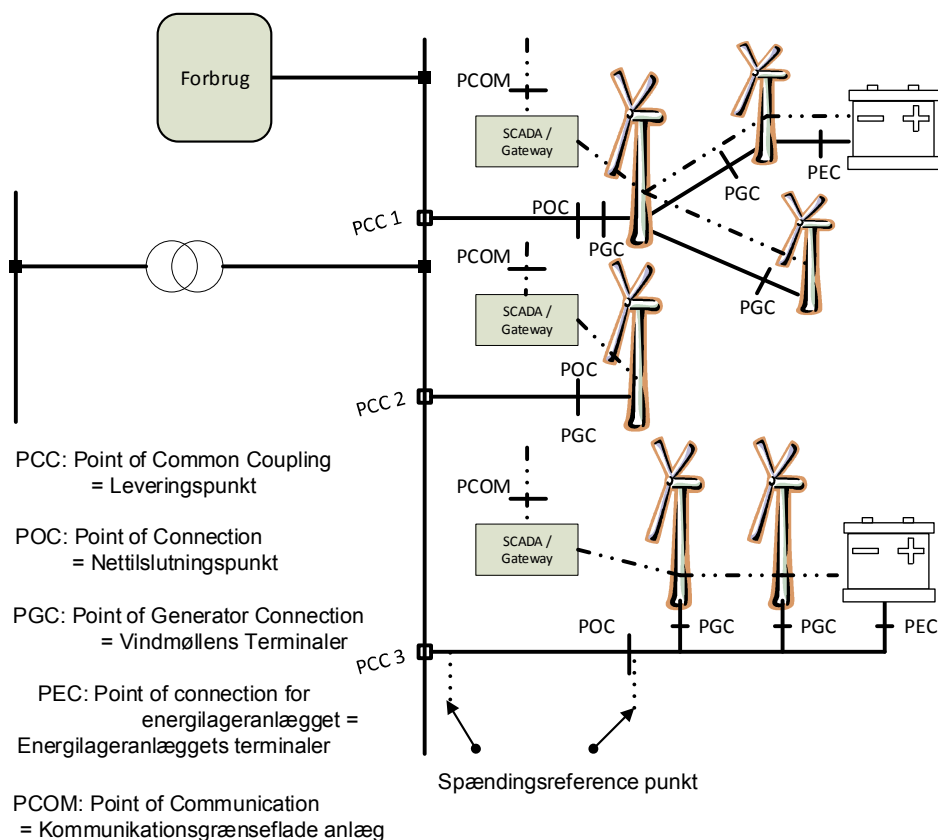 Forbrug
PCOM
SCADA /
Gateway
PEC
PGC
PCC 1
POC
PGC
PCOM
PGC
SCADA /
Gateway
POC
PCC 2
PGC
PCC: Point of Common Coupling
= Leveringspunkt
PCOM
POC: Point of Connection
= Nettilslutningspunkt
SCADA /
Gateway
PGC: Point of Generator Connection
= Vindmøllens Terminaler
POC
PGC
PGC
PEC
PCC 3
PEC: Point of connection for
energilageranlægget =
Energilageranlæggets terminaler
Spændingsreference punkt
PCOM: Point of Communication
= Kommunikationsgrænseflade anlæg